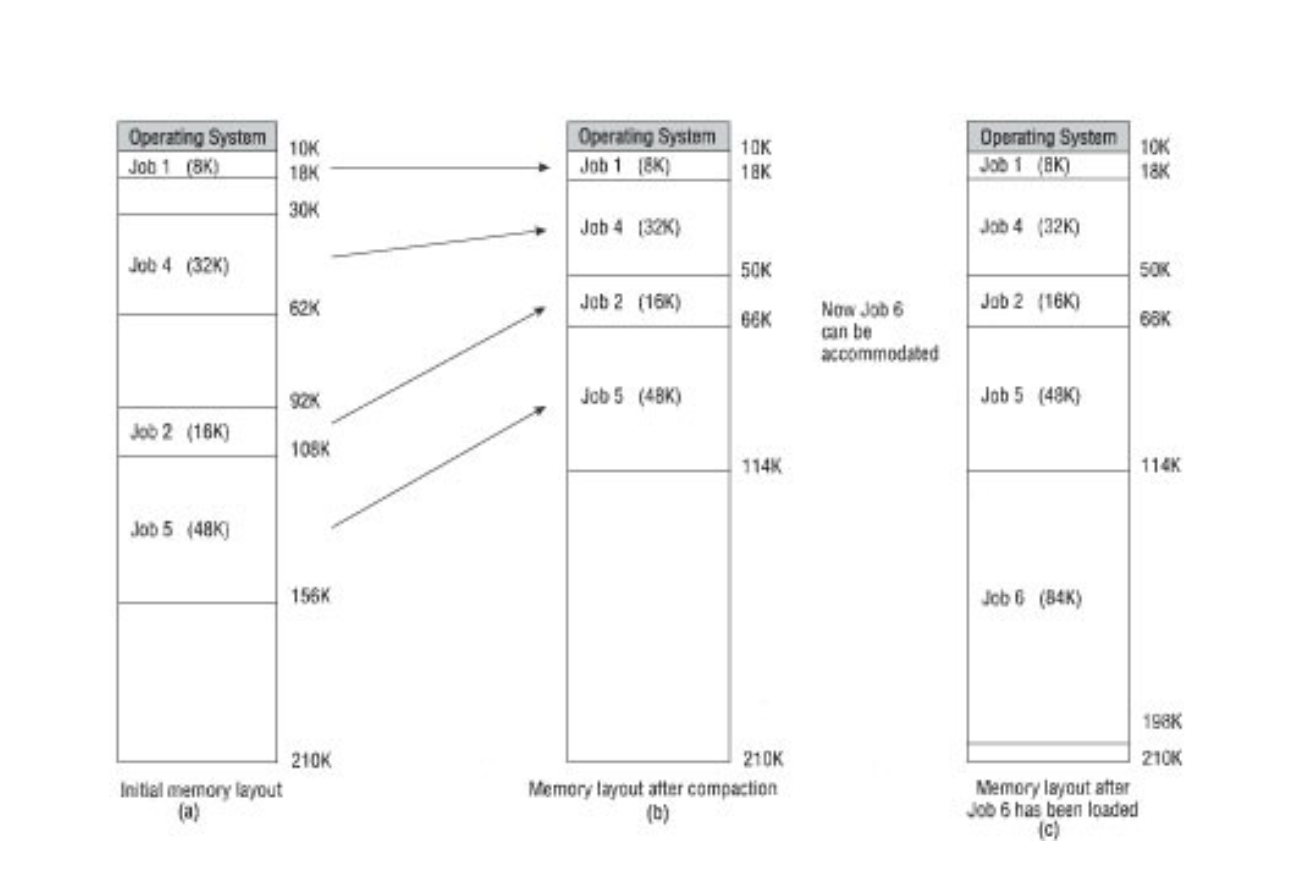 Operating System
10K
Job 1 (8K)
18K
30K
Job 4 (32K)
62K
92K
Job 2 (16K)
108K
Job 5 (48K)
156K
210K
Initial memory layout
(a)
Operating System
10K
Job 1 (8K)
18K
Job 4 (32K)
50K
Job 2 (16K)
66K
Job 5 (48K)
114K
210K
Memory layout after compaction
(b)
Now Job 6
can be
accommodated
Operating System
10K
Job 1 (8K)
18K
Job 4 (32K)
50K
Job 2 (16K)
66K
Job 5 (48K)
114K
Job 6 (84K)
198K
210K
Memory layout after
Job 6 has been loaded
(c)